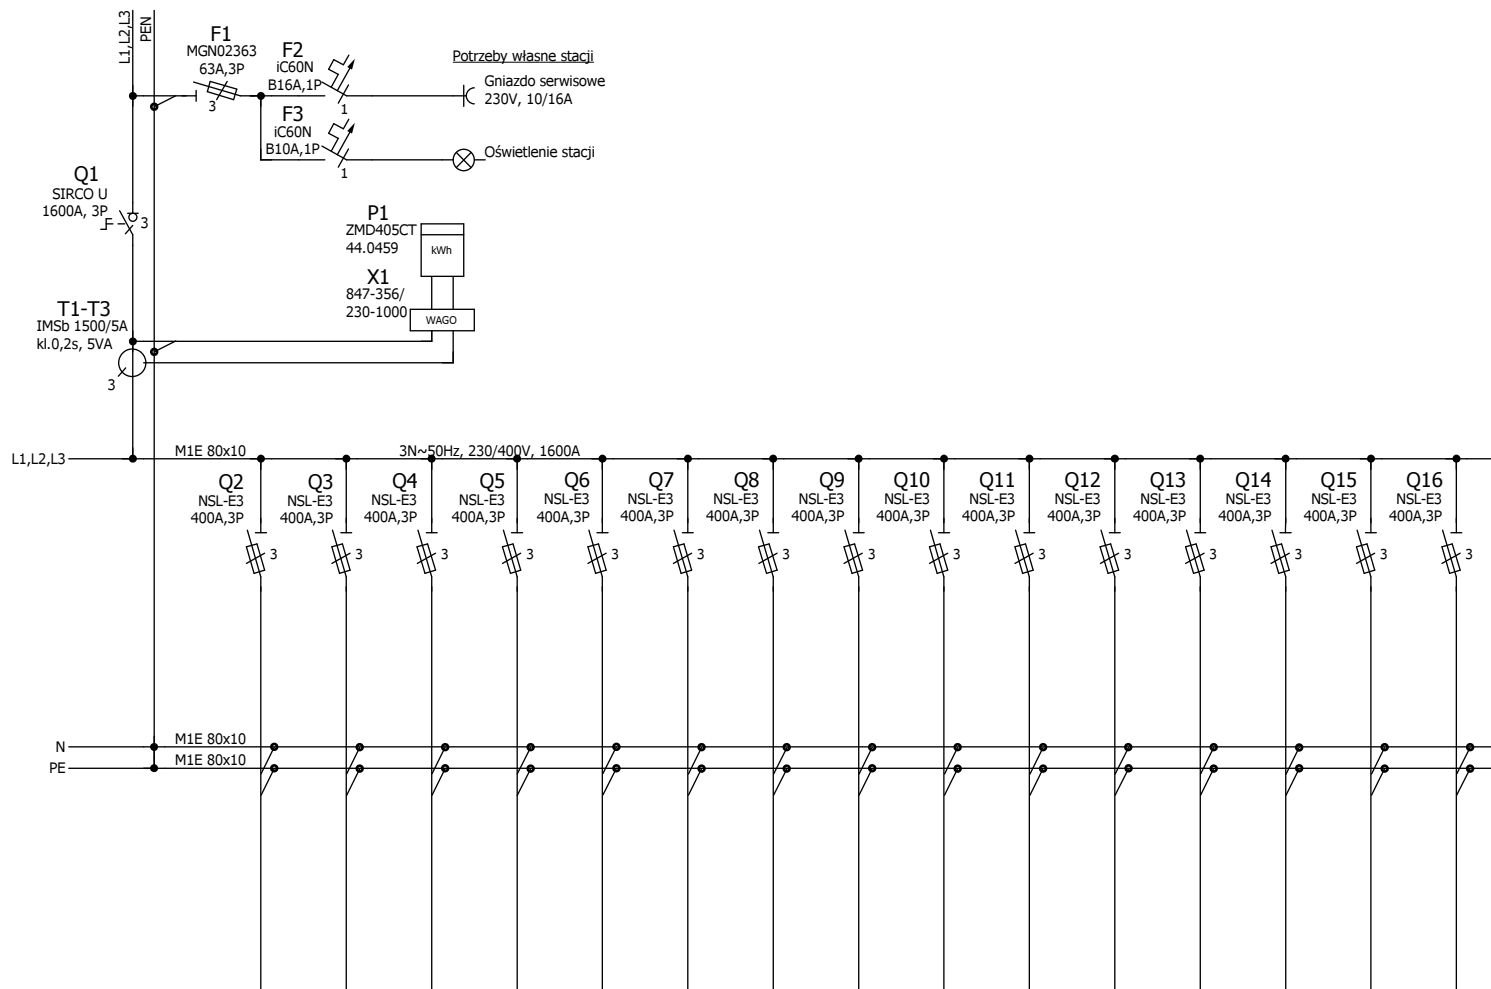 L1,L2,L3
PEN
F1
MGN02363
63A,3P
3
F2
iC60N
B16A,1P
1
Potrzeby własne stacji
Gniazdo serwisowe
230V, 10/16A
F3
iC60N
B10A,1P
1
Oświetlenie stacji
Q1
SIRCO U
1600A, 3P
3
P1
ZMD405CT
44.0459
kWh
X1
847-356/
230-1000
WAGO
T1-T3
IMSb 1500/5A
kl.0,2s, 5VA
3
L1,L2,L3
M1E 80x10
3N~50Hz, 230/400V, 1600A
Q2
NSL-E3
400A,3P
3
Q3
NSL-E3
400A,3P
3
Q4
NSL-E3
400A,3P
3
Q5
NSL-E3
400A,3P
3
Q6
NSL-E3
400A,3P
3
Q7
NSL-E3
400A,3P
3
Q8
NSL-E3
400A,3P
3
Q9
NSL-E3
400A,3P
3
Q10
NSL-E3
400A,3P
3
Q11
NSL-E3
400A,3P
3
Q12
NSL-E3
400A,3P
3
Q13
NSL-E3
400A,3P
3
Q14
NSL-E3
400A,3P
3
Q15
NSL-E3
400A,3P
3
Q16
NSL-E3
400A,3P
3
N
M1E 80x10
PE
M1E 80x10